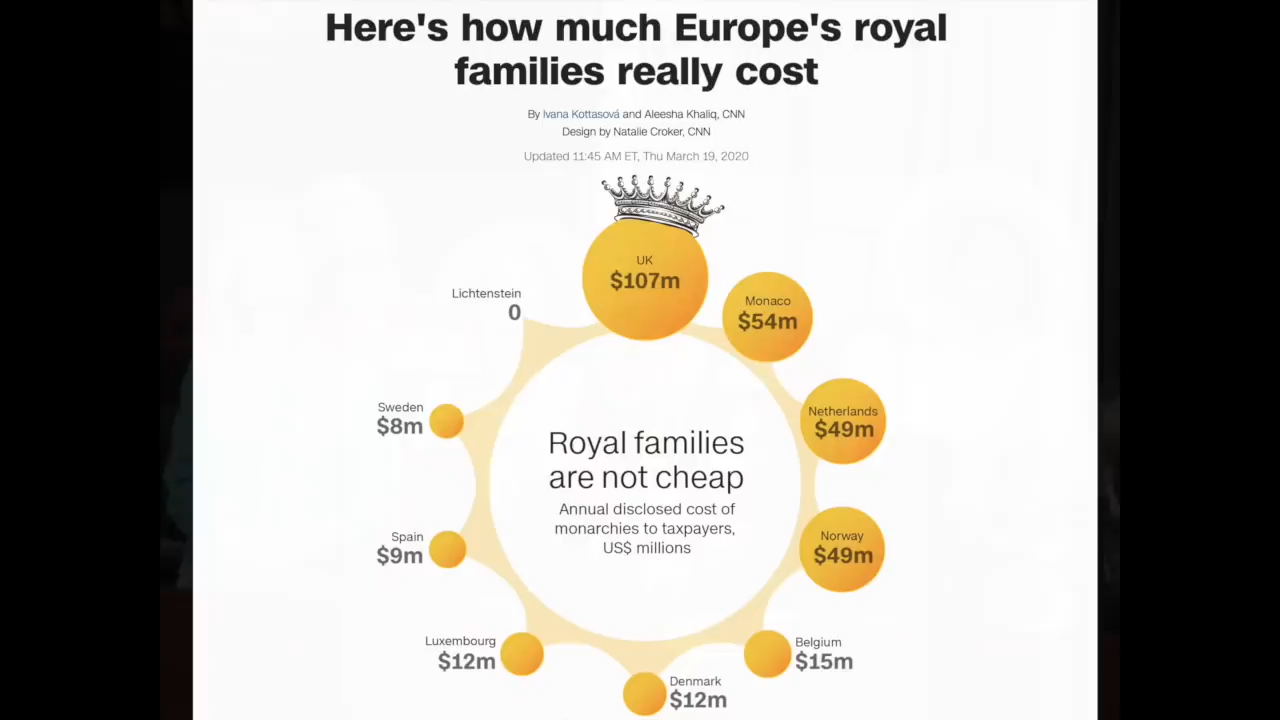 Here's how much Europe's royal
families really cost
By Ivana Kottasová and Aleesha Khaliq, CNN
Design by Natalie Croker, CNN
Updated 11:45 AM ET, Thu March 19, 2020
UK
$107m
Monaco
$54m
Netherlands
$49m
Norway
$49m
Belgium
$15m
Denmark
$12m
Luxembourg
$12m
Spain
$9m
Sweden
$8m
Lichtenstein
0
Royal families
are not cheap
Annual disclosed cost of
monarchies to taxpayers,
US$ millions